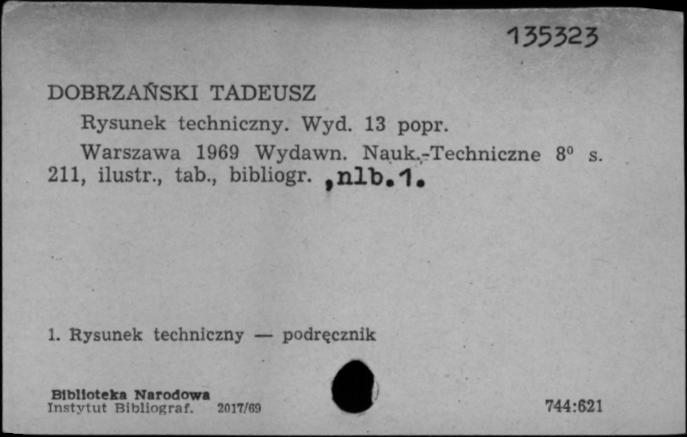 135323
DOBRZAŃSKI TADEUSZ
Rysunek techniczny. Wyd. 13 popr.
Warszawa 1969 Wydawn. Nauk.-Techniczne 8⁰ s.
211, ilustr., tab., bibliogr. ,nlb.1.
1. Rysunek techniczny — podręcznik
Biblioteka Narodowa
Instytut Bibliograf. 2017/69
744:621